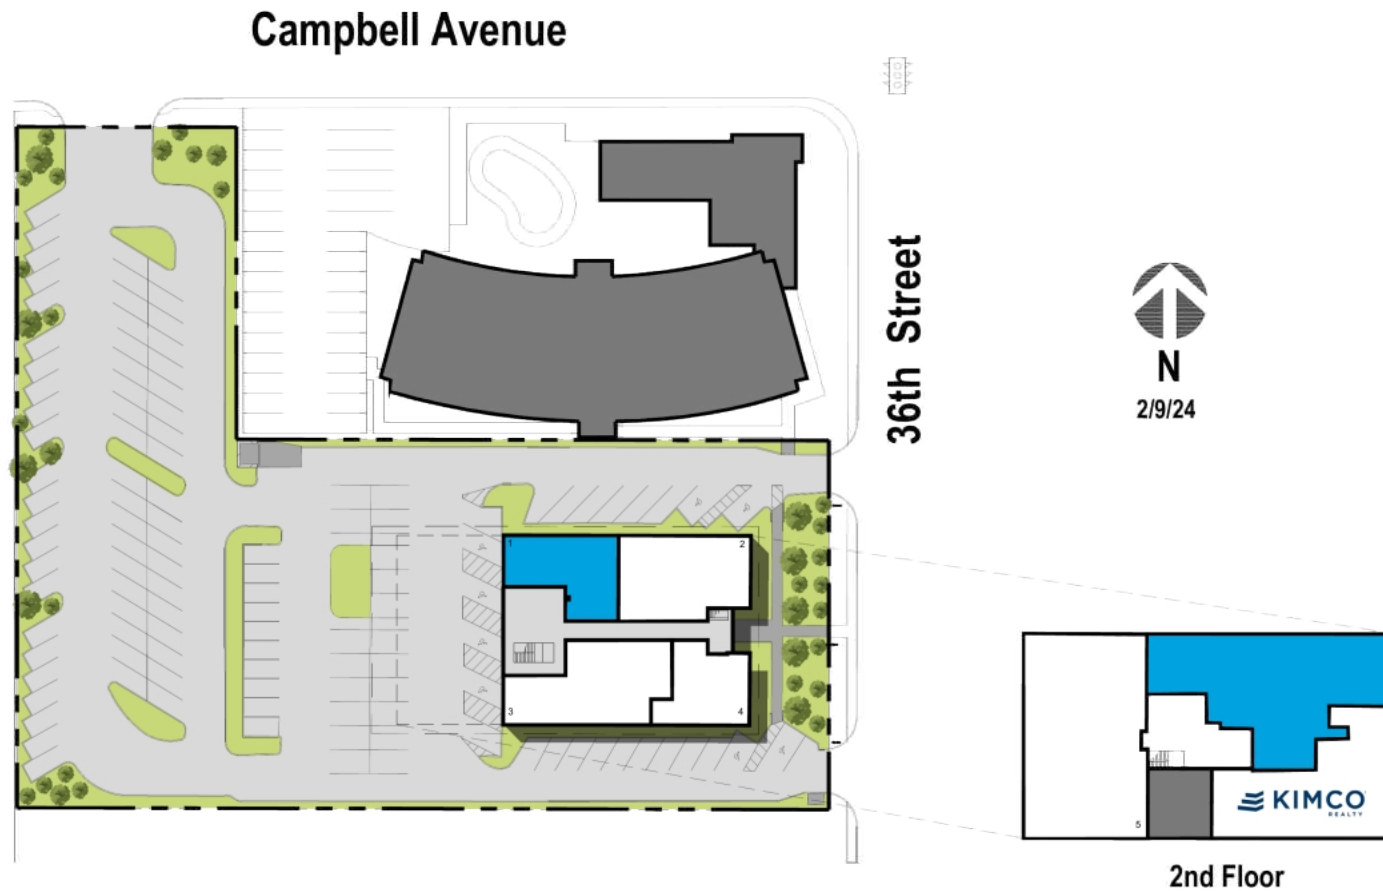 Campbell Avenue
36th Street
N
2/9/24
1
2
3
4
5
KIMCO
REALTY
2nd Floor